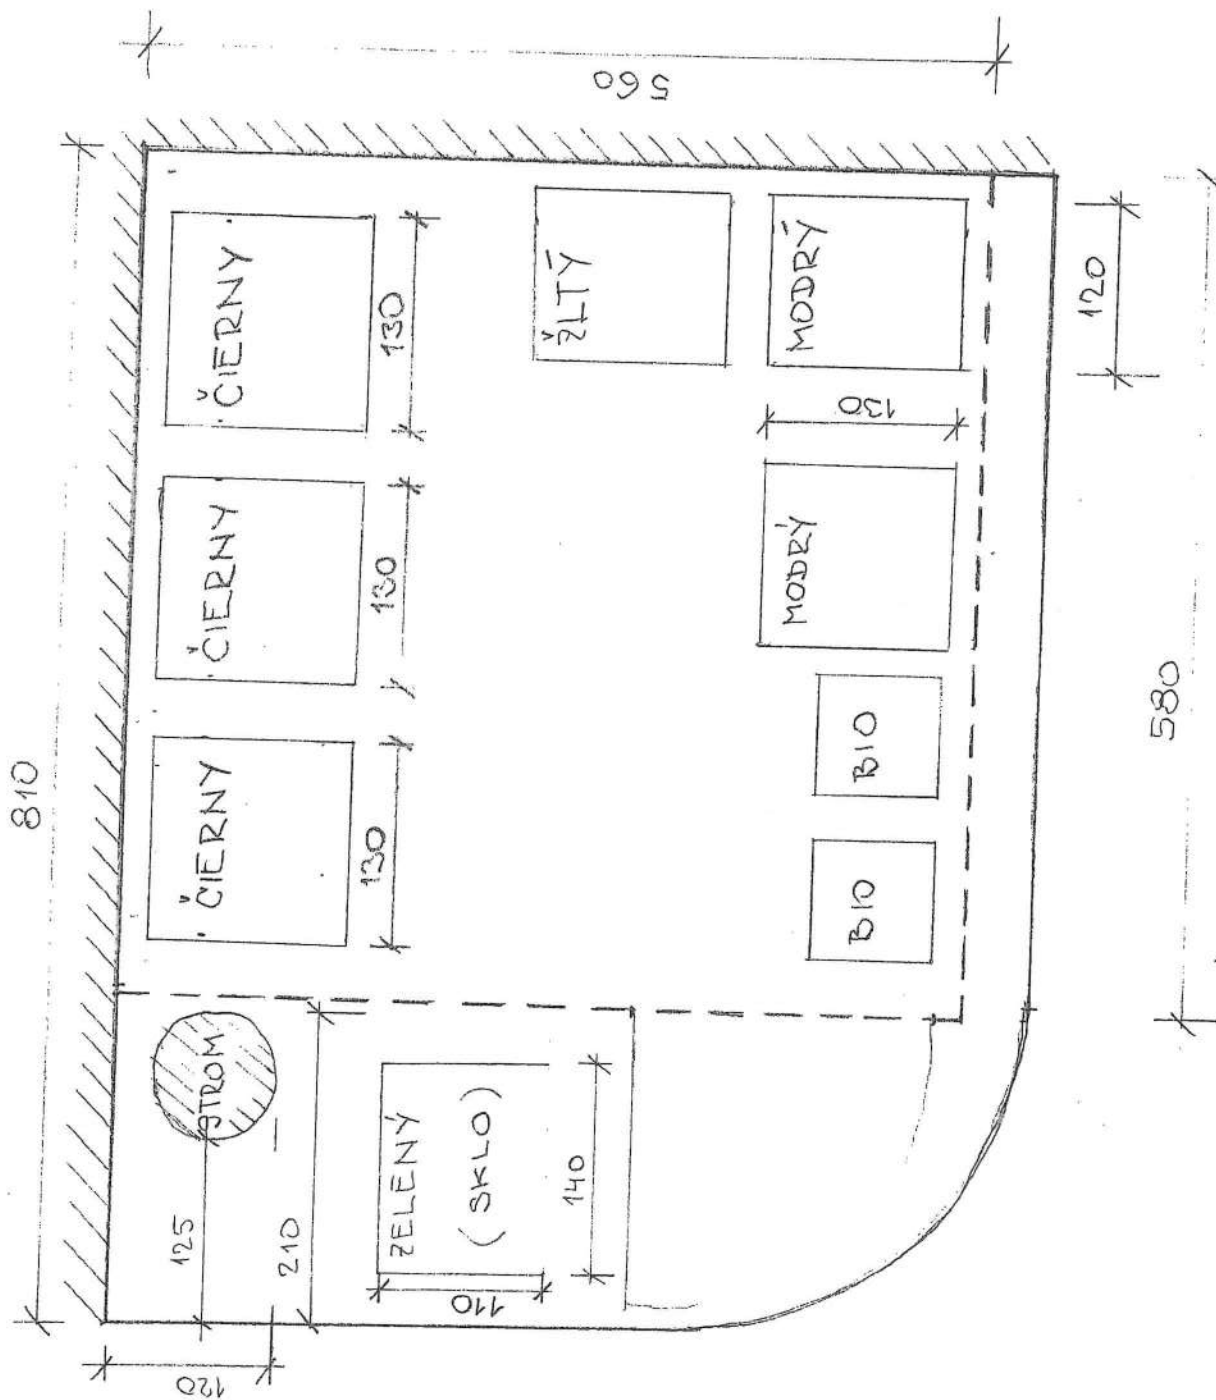 810
560
ČIERNY
130
ČIERNY
130
ČIERNY
130
ŽLTÝ
MODRÝ
120
130
MODRÝ
BIO
BIO
580
STROM
125
210
120
ZELENÝ
(SKLO)
140
110